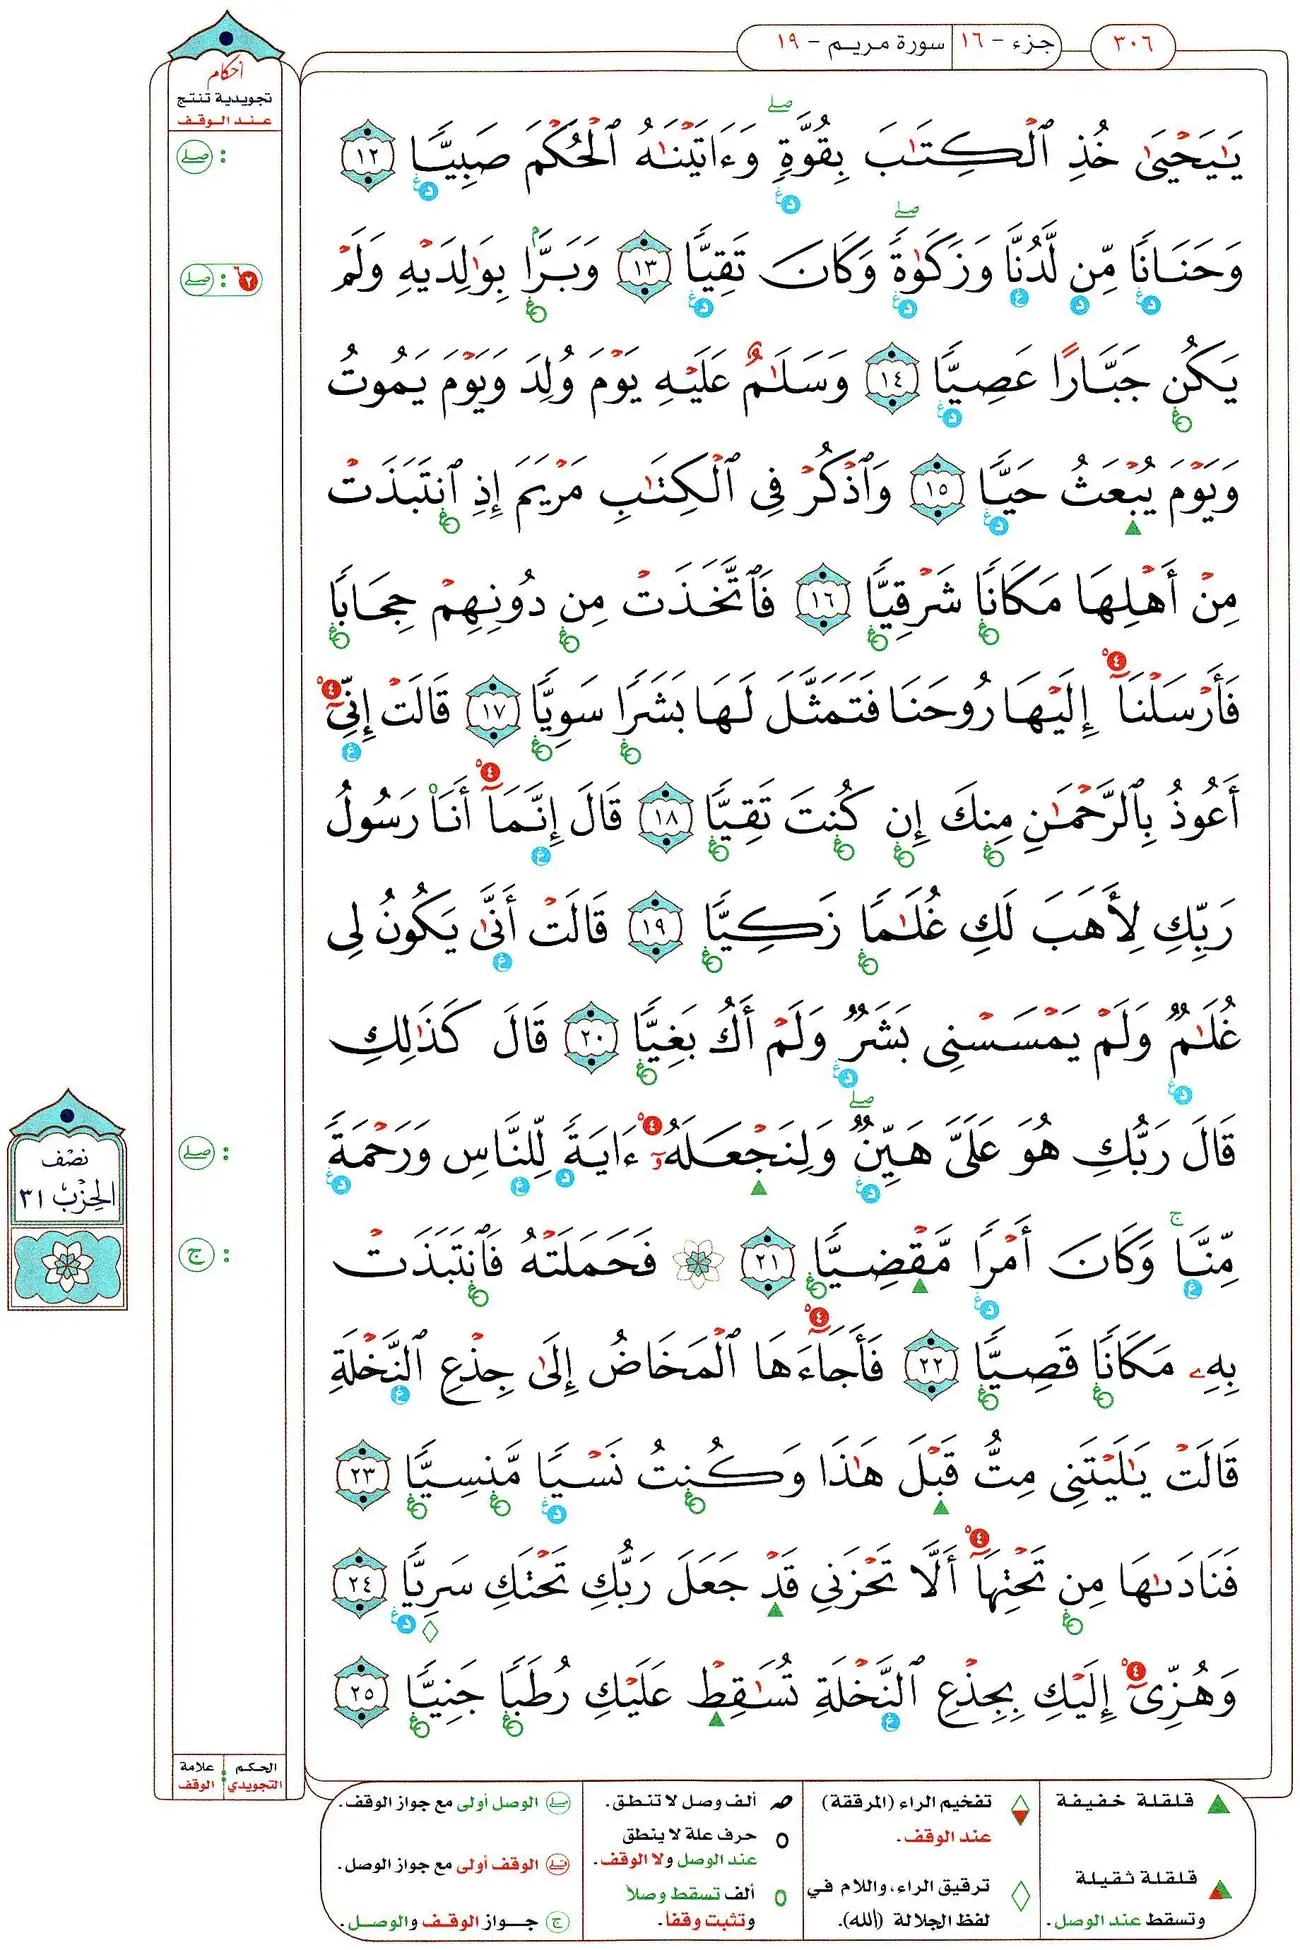 ٣٠٦
جزء - ١٦
سورة مريم - ١٩
أحكام
تجويدية تنتج
عند الوقف
يَـٰيَحْيَىٰ خُذِ ٱلْكِتَـٰبَ بِقُوَّةٍۖ وَءَاتَيْنَـٰهُ ٱلْحُكْمَ صَبِيًّا ١٢
وَحَنَانًا مِّن لَّدُنَّا وَزَكَوٰةًۖ وَكَانَ تَقِيًّا ١٣ وَبَرًّۢا بِوَٰلِدَيْهِ وَلَمْ
يَكُن جَبَّارًا عَصِيًّا ١٤ وَسَلَـٰمٌ عَلَيْهِ يَوْمَ وُلِدَ وَيَوْمَ يَمُوتُ
وَيَوْمَ يُبْعَثُ حَيًّا ١٥ وَٱذْكُرْ فِى ٱلْكِتَـٰبِ مَرْيَمَ إِذِ ٱنتَبَذَتْ
مِنْ أَهْلِهَا مَكَانًا شَرْقِيًّا ١٦ فَٱتَّخَذَتْ مِن دُونِهِمْ حِجَابًا
فَأَرْسَلْنَآ إِلَيْهَا رُوحَنَا فَتَمَثَّلَ لَهَا بَشَرًا سَوِيًّا ١٧ قَالَتْ إِنِّىٓ
أَعُوذُ بِٱلرَّحْمَـٰنِ مِنكَ إِن كُنتَ تَقِيًّا ١٨ قَالَ إِنَّمَآ أَنَا۠ رَسُولُ
رَبِّكِ لِأَهَبَ لَكِ غُلَـٰمًا زَكِيًّا ١٩ قَالَتْ أَنَّىٰ يَكُونُ لِى
غُلَـٰمٌ وَلَمْ يَمْسَسْنِى بَشَرٌ وَلَمْ أَكُ بَغِيًّا ٢٠ قَالَ كَذَٰلِكِ
قَالَ رَبُّكِ هُوَ عَلَىَّ هَيِّنٌۖ وَلِنَجْعَلَهُۥٓ ءَايَةً لِّلنَّاسِ وَرَحْمَةً
مِّنَّاۚ وَكَانَ أَمْرًا مَّقْضِيًّا ٢١ فَحَمَلَتْهُ فَٱنتَبَذَتْ
بِهِۦ مَكَانًا قَصِيًّا ٢٢ فَأَجَآءَهَا ٱلْمَخَاضُ إِلَىٰ جِذْعِ ٱلنَّخْلَةِ
قَالَتْ يَـٰلَيْتَنِى مِتُّ قَبْلَ هَـٰذَا وَكُنتُ نَسْيًا مَّنسِيًّا ٢٣
فَنَادَىٰهَا مِن تَحْتِهَآ أَلَّا تَحْزَنِى قَدْ جَعَلَ رَبُّكِ تَحْتَكِ سَرِيًّا ٢٤
وَهُزِّىٓ إِلَيْكِ بِجِذْعِ ٱلنَّخْلَةِ تُسَـٰقِطْ عَلَيْكِ رُطَبًا جَنِيًّا ٢٥
نصف
الحزب ٣١
الحكم التجويدي
علامة الوقف
قلقلة خفيفة
قلقلة ثقيلة
وتسقط عند الوصل.
تفخيم الراء (المرققة)
عند الوقف.
ترقيق الراء، واللام في
لفظ الجلالة (الله).
ألف وصل لا تنطق.
حرف علة لا ينطق
عند الوصل ولا الوقف.
ألف تسقط وصلاً
وتثبت وقفاً.
الوصل أولى مع جواز الوقف.
الوقف أولى مع جواز الوصل.
جواز الوقف والوصل.